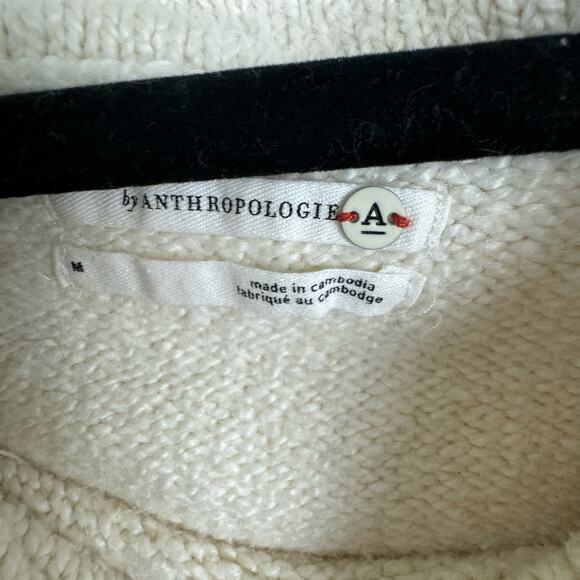 by ANTHROPOLOGIE A
M
made in cambodia
fabriqué au cambodge